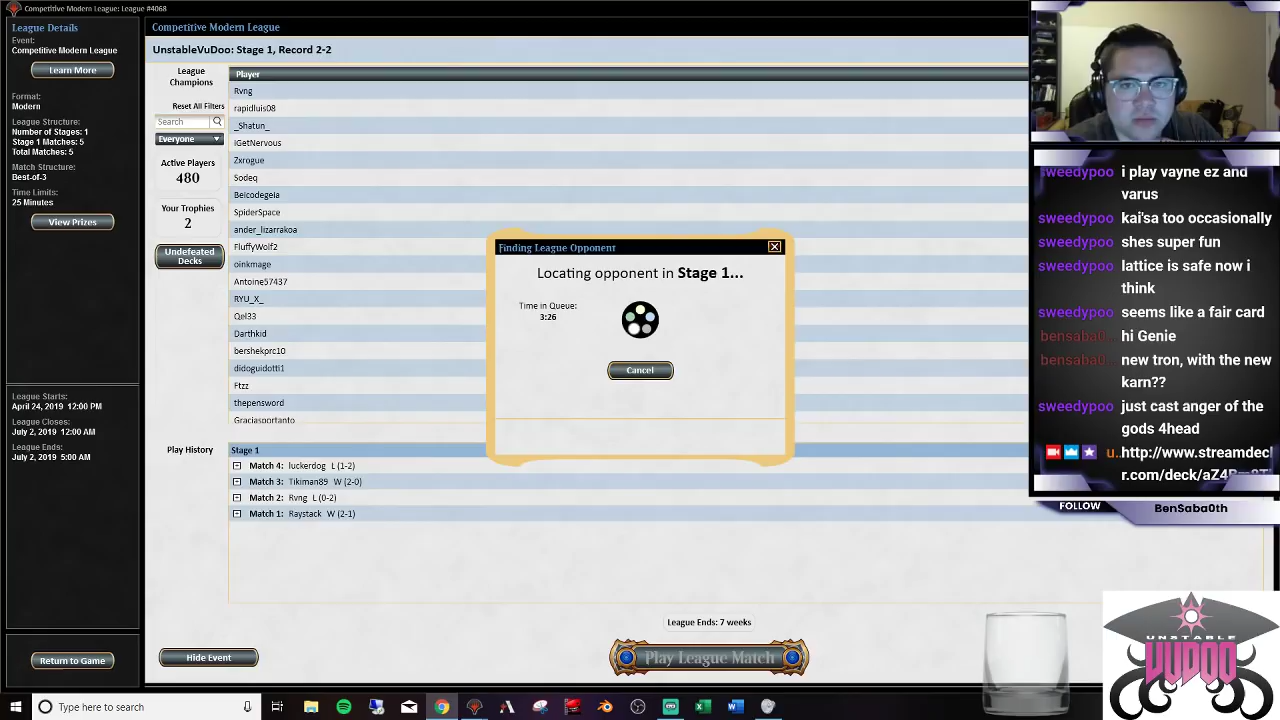 Competitive Modern League: League #4068
League Details
Event:
Competitive Modern League
Learn More
Format:
Modern
League Structure:
Number of Stages: 1
Stage 1 Matches: 5
Total Matches: 5
Match Structure:
Best-of-3
Time Limits:
25 Minutes
View Prizes
League Starts:
April 24, 2019 12:00 PM
League Closes:
July 2, 2019 12:00 AM
League Ends:
July 2, 2019 5:00 AM
Return to Game
Competitive Modern League
UnstableVuDoo: Stage 1, Record 2-2
League
Champions
Reset All Filters
Search
Everyone
Active Players
480
Your Trophies
2
Undefeated
Decks
Player
Rvng
rapidluis08
_Shatun_
IGetNervous
Zxrogue
Sodeq
Belcodegela
SpiderSpace
ander_lizarrakoa
FluffyWolf2
oinkmage
Antoine57437
RYU_X_
Qel33
Darthkid
bershekprc10
didoguidotti1
Ftzz
thepensword
Graciasportanto
Finding League Opponent
Locating opponent in Stage 1...
Time in Queue:
3:26
Cancel
Play History
Stage 1
Match 4: luckerdog L (1-2)
Match 3: Tikiman89 W (2-0)
Match 2: Rvng L (0-2)
Match 1: Raystack W (2-1)
League Ends: 7 weeks
Hide Event
Play League Match
sweedypoo i play vayne ez and
varus
sweedypoo kai'sa too occasionally
sweedypoo shes super fun
sweedypoo lattice is safe now i
think
sweedypoo seems like a fair card
bensaba0... hi Genie
bensaba0... new tron, with the new
karn??
sweedypoo just cast anger of the
gods 4head
u... http://www.streamdeck
r.com/deck/
FOLLOW BenSaba0th
UNSTABLE
VUDOO
Type here to search